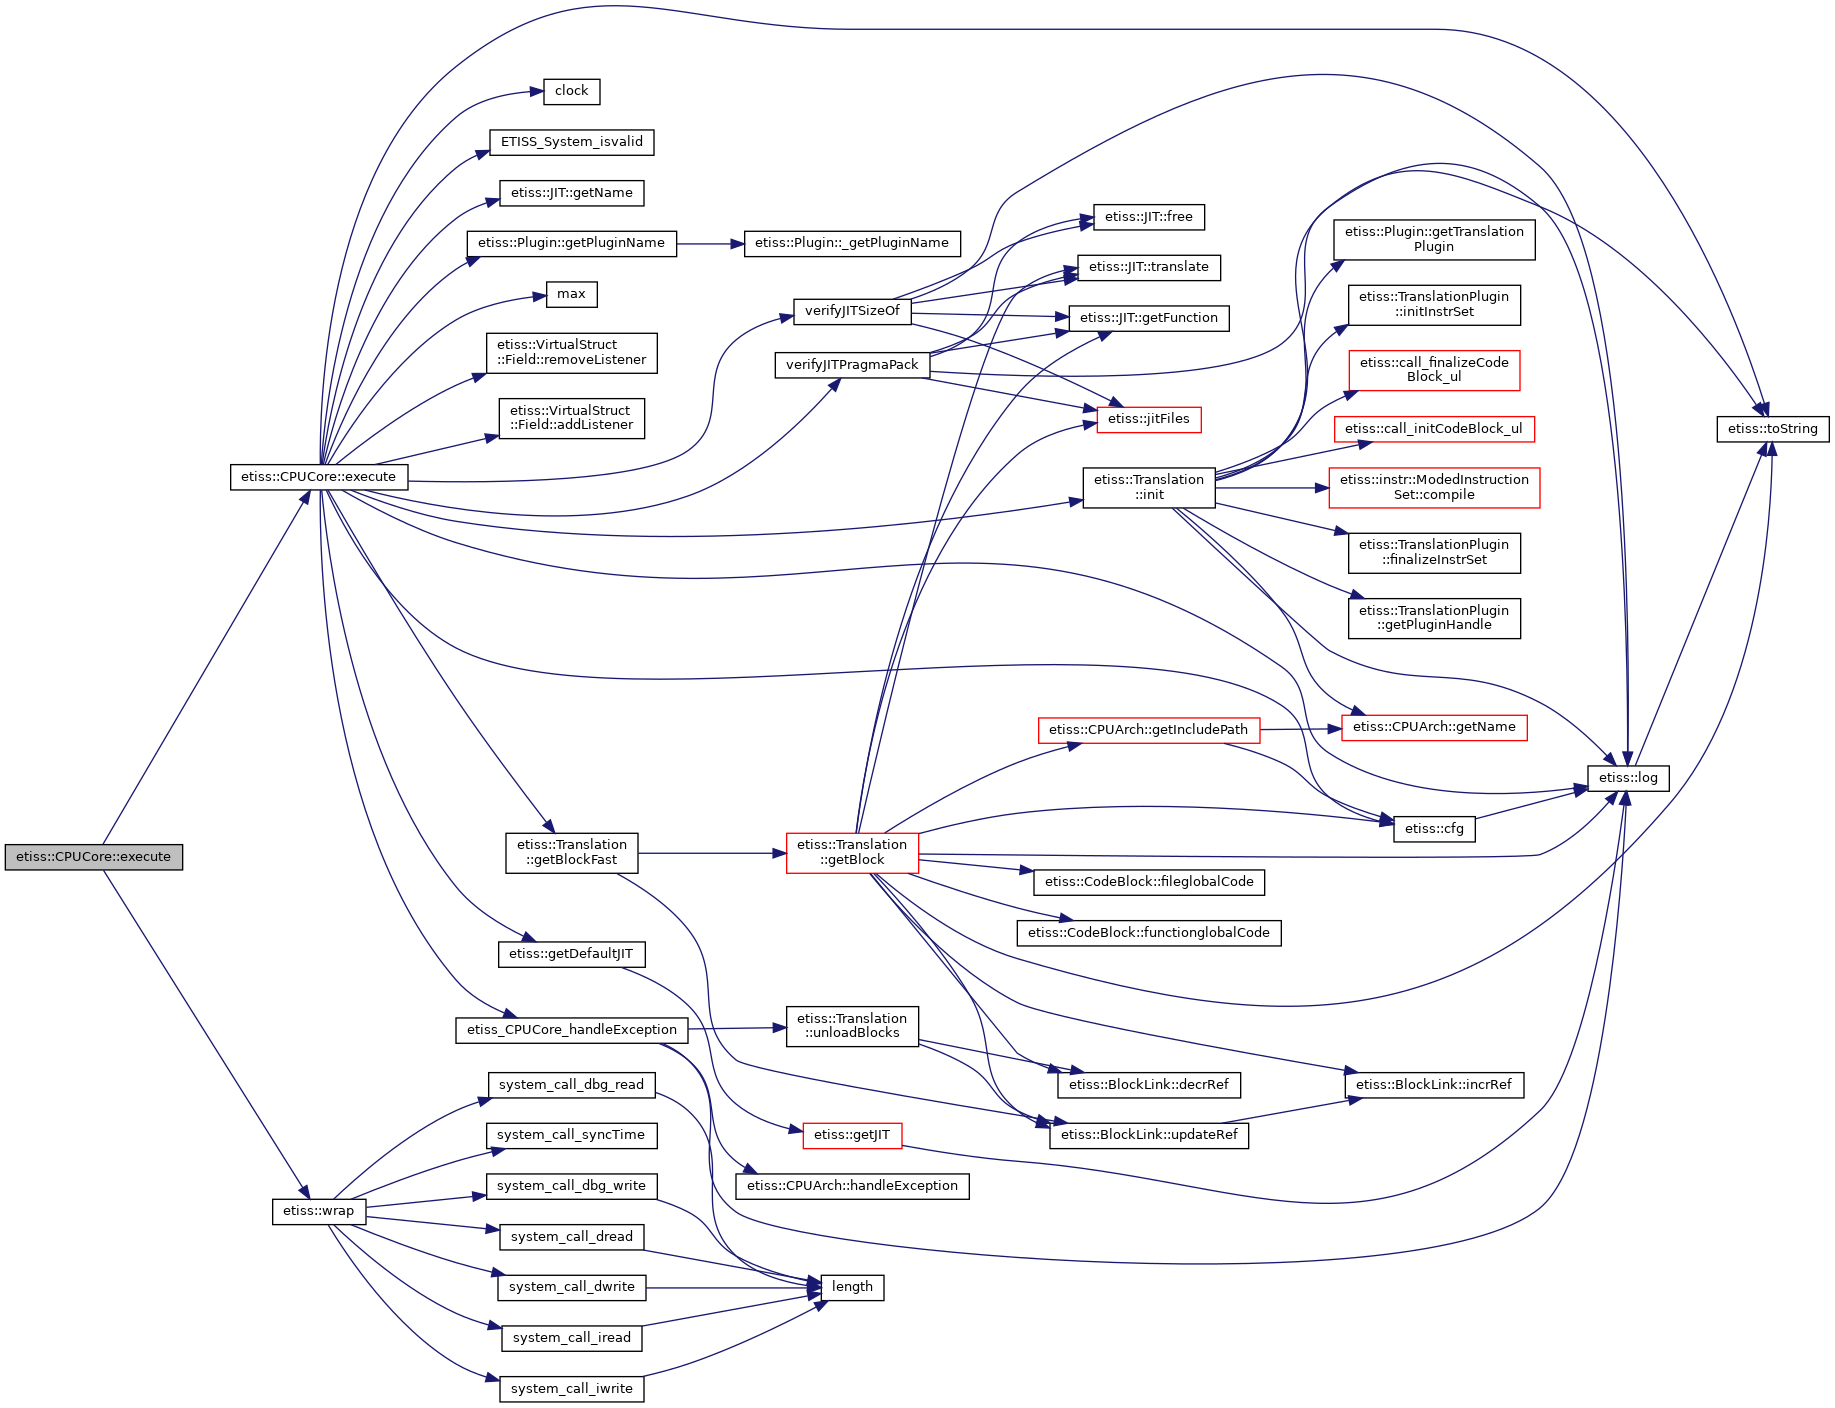 etiss::CPUCore::execute
etiss::CPUCore::execute
etiss::wrap
clock
ETISS_System_isvalid
etiss::JIT::getName
etiss::Plugin::getPluginName
max
etiss::VirtualStruct
::Field::removeListener
etiss::VirtualStruct
::Field::addListener
etiss::Translation
::getBlockFast
etiss::getDefaultJIT
etiss_CPUCore_handleException
system_call_dbg_read
system_call_syncTime
system_call_dbg_write
system_call_dread
system_call_dwrite
system_call_iread
system_call_iwrite
etiss::Plugin::_getPluginName
verifyJITSizeOf
verifyJITPragmaPack
etiss::Translation
::getBlock
etiss::Translation
::unloadBlocks
etiss::getJIT
etiss::CPUArch::handleException
length
etiss::JIT::free
etiss::JIT::translate
etiss::JIT::getFunction
etiss::jitFiles
etiss::Translation
::init
etiss::CPUArch::getIncludePath
etiss::CodeBlock::fileglobalCode
etiss::CodeBlock::functionglobalCode
etiss::BlockLink::decrRef
etiss::BlockLink::updateRef
etiss::Plugin::getTranslation
Plugin
etiss::TranslationPlugin
::initInstrSet
etiss::call_finalizeCode
Block_ul
etiss::call_initCodeBlock_ul
etiss::instr::ModedInstruction
Set::compile
etiss::TranslationPlugin
::finalizeInstrSet
etiss::TranslationPlugin
::getPluginHandle
etiss::CPUArch::getName
etiss::cfg
etiss::BlockLink::incrRef
etiss::log
etiss::toString